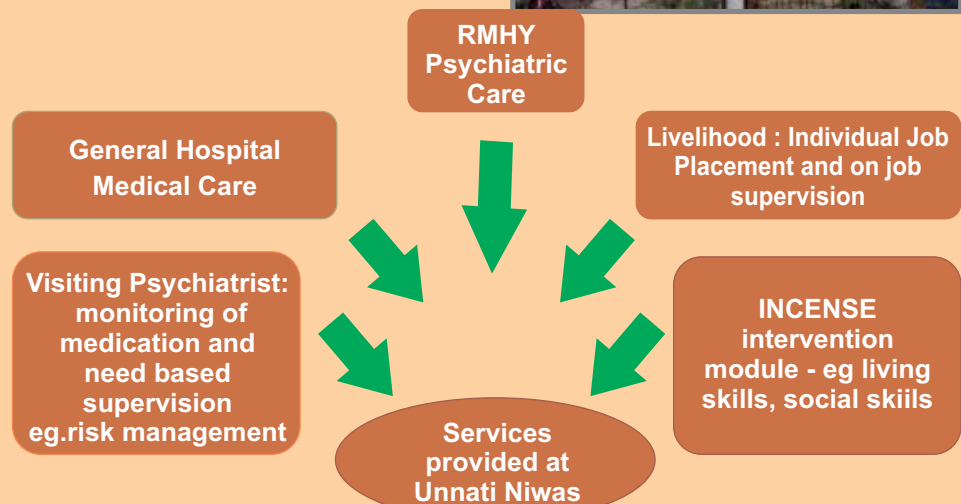 RMHY
Psychiatric
Care
General Hospital
Medical Care
Livelihood : Individual Job
Placement and on job
supervision
Visiting Psychiatrist:
monitoring of
medication and
need based
supervision
eg.risk management
INCENSE
intervention
module - eg living
skills, social skiils
Services
provided at
Unnati Niwas